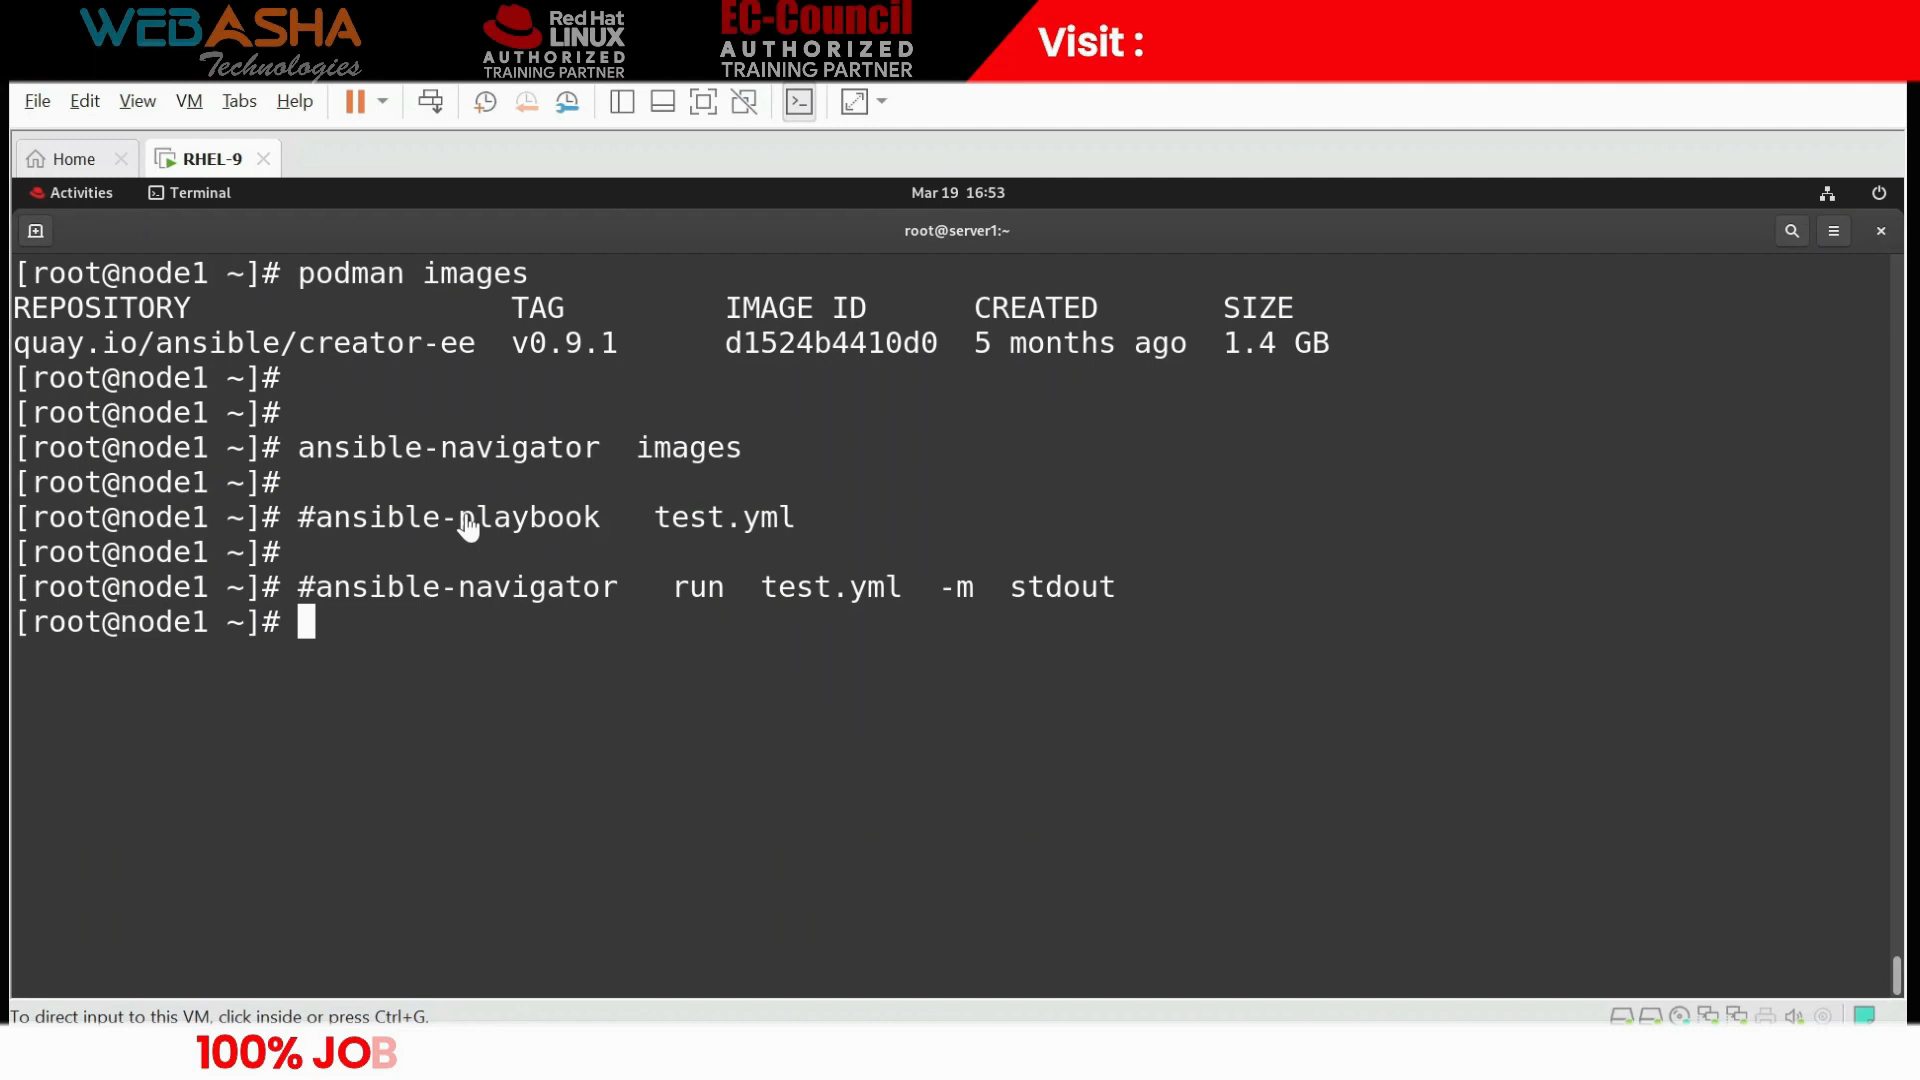 WEBASHA
Technologies
Red Hat
LINUX
AUTHORIZED
TRAINING PARTNER
EC-Council
AUTHORIZED
TRAINING PARTNER
Visit :
File Edit View VM Tabs Help
Home RHEL-9
Activities Terminal Mar 19 16:53
root@server1:~
[root@node1 ~]# podman images
REPOSITORY TAG IMAGE ID CREATED SIZE
quay.io/ansible/creator-ee v0.9.1 d1524b4410d0 5 months ago 1.4 GB
[root@node1 ~]#
[root@node1 ~]#
[root@node1 ~]# ansible-navigator images
[root@node1 ~]#
[root@node1 ~]# #ansible-playbook test.yml
[root@node1 ~]#
[root@node1 ~]# #ansible-navigator run test.yml -m stdout
[root@node1 ~]#
To direct input to this VM, click inside or press Ctrl+G.
100% JOB